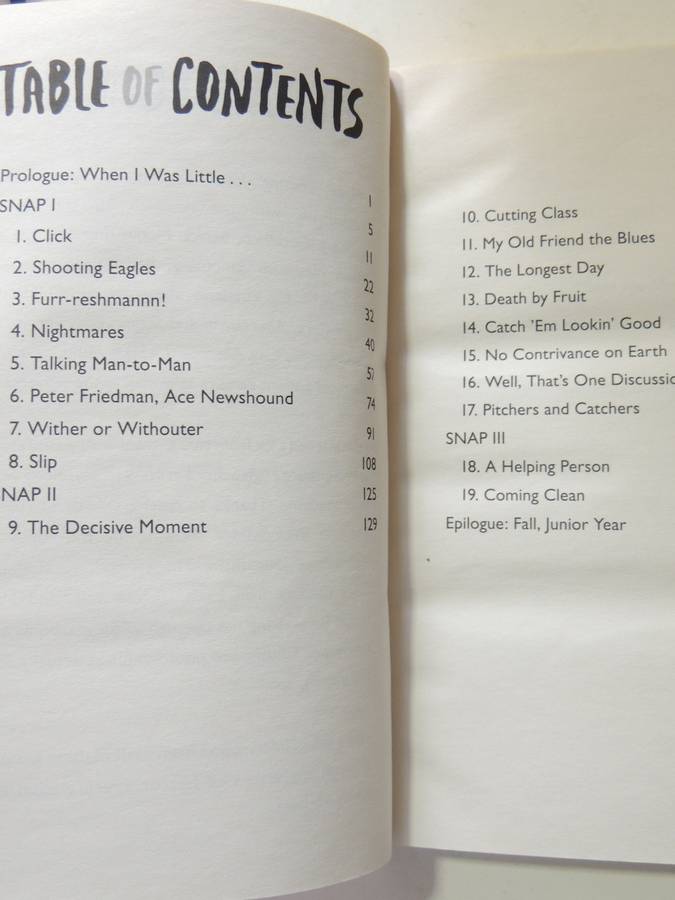 TABLE OF CONTENTS
Prologue: When I Was Little . . . 1
SNAP I 5
1. Click 11
2. Shooting Eagles 22
3. Furr-reshmannn! 32
4. Nightmares 40
5. Talking Man-to-Man
6. Peter Friedman, Ace Newshound 74
7. Wither or Withouter 91
8. Slip 108
NAP II 125
9. The Decisive Moment 129
10. Cutting Class
11. My Old Friend the Blues
12. The Longest Day
13. Death by Fruit
14. Catch ’Em Lookin’ Good
15. No Contrivance on Earth
16. Well, That’s One
17. Pitchers and Catchers
SNAP III
18. A Helping Person
19. Coming Clean
Epilogue: Fall, Junior Year